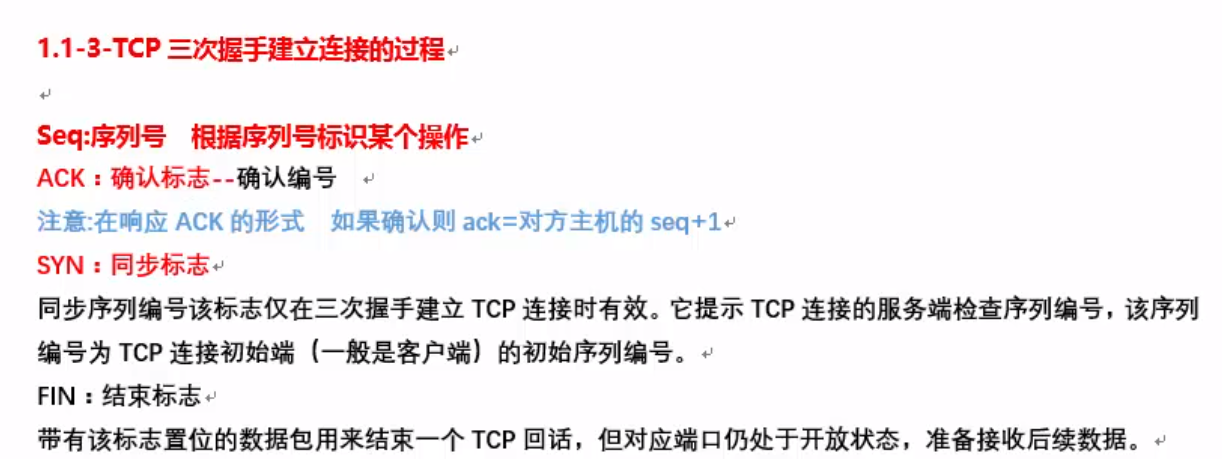 1.1-3-TCP 三次握手建立连接的过程
Seq:序列号 根据序列号标识某个操作
ACK：确认标志--确认编号
注意:在响应 ACK 的形式 如果确认则 ack=对方主机的 seq+1
SYN：同步标志
同步序列编号该标志仅在三次握手建立 TCP 连接时有效。它提示 TCP 连接的服务端检查序列编号，该序列
编号为 TCP 连接初始端（一般是客户端）的初始序列编号。
FIN：结束标志
带有该标志置位的数据包用来结束一个 TCP 回话，但对应端口仍处于开放状态，准备接收后续数据。